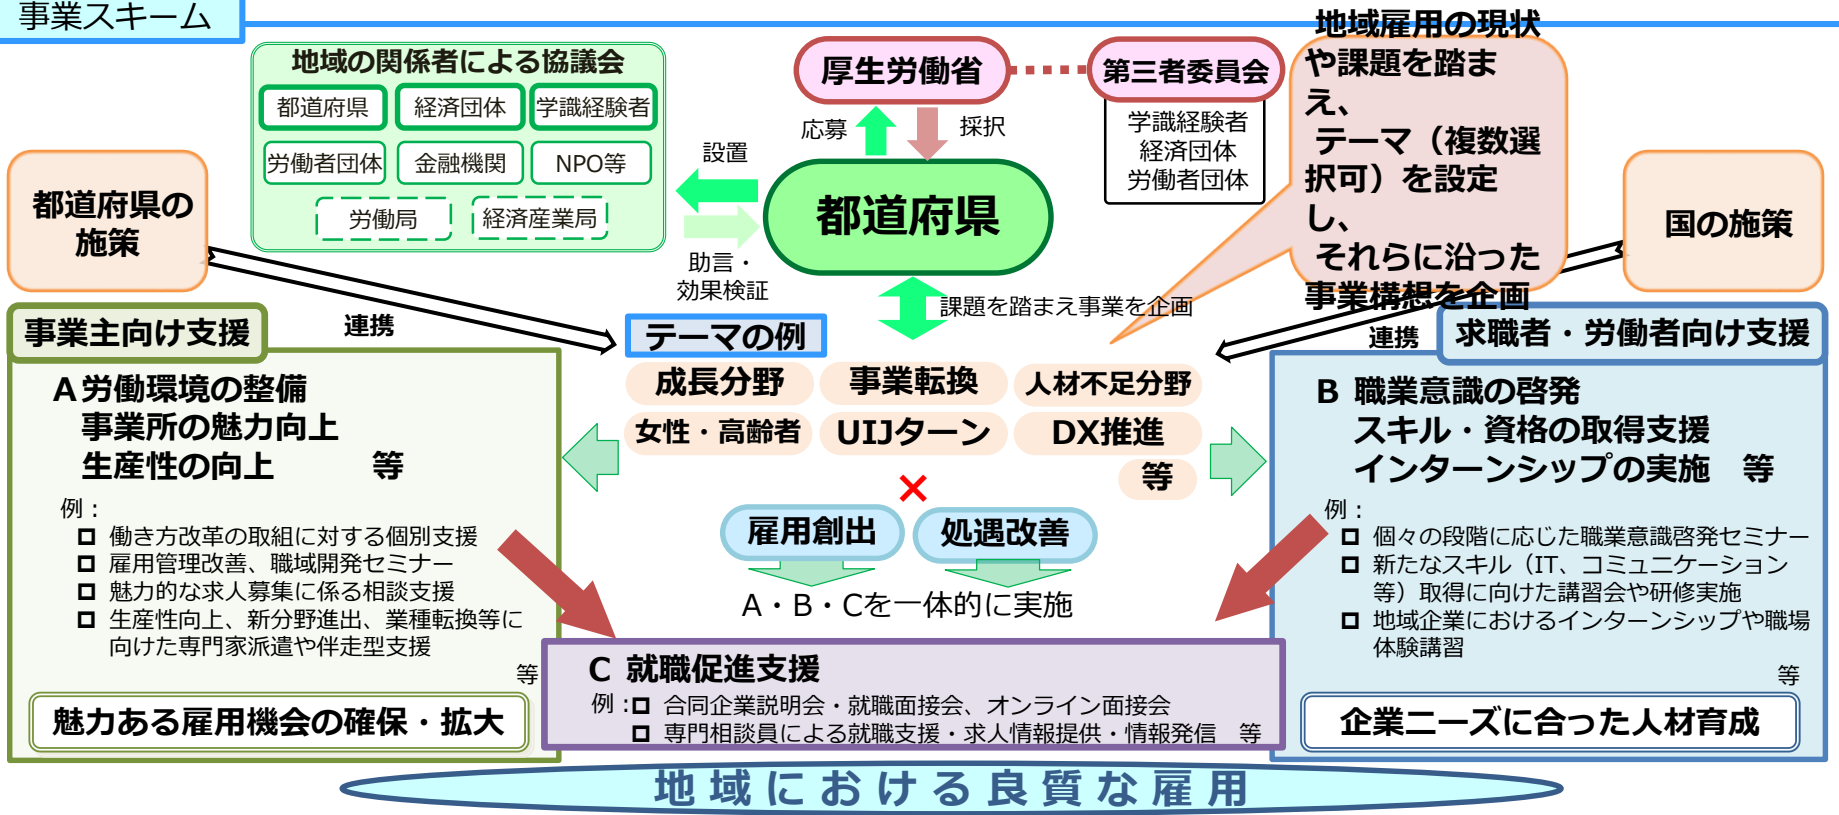 事業スキーム
地域の関係者による協議会
都道府県
経済団体
学識経験者
労働者団体
金融機関
NPO等
労働局
経済産業局
厚生労働省
第三者委員会
学識経験者
経済団体
労働者団体
応募
採択
設置
助言・
効果検証
都道府県
課題を踏まえ事業を企画
地域雇用の現状
や課題を踏ま
え、
テーマ（複数選
択可）を設定
し、
それらに沿った
事業構想を企画
都道府県の
施策
国の施策
連携
連携
テーマの例
成長分野
事業転換
人材不足分野
女性・高齢者
UIJターン
DX推進
等
×
雇用創出
処遇改善
A・B・Cを一体的に実施
事業主向け支援
A 労働環境の整備
事業所の魅力向上
生産性の向上　　　等
例：
働き方改革の取組に対する個別支援
雇用管理改善、職域開発セミナー
魅力的な求人募集に係る相談支援
生産性向上、新分野進出、業種転換等に
向けた専門家派遣や伴走型支援
等
魅力ある雇用機会の確保・拡大
求職者・労働者向け支援
B 職業意識の啓発
スキル・資格の取得支援
インターンシップの実施　等
例：
個々の段階に応じた職業意識啓発セミナー
新たなスキル（IT、コミュニケーション
等）取得に向けた講習会や研修実施
地域企業におけるインターンシップや職場
体験講習
等
企業ニーズに合った人材育成
C 就職促進支援
例：合同企業説明会・就職面接会、オンライン面接会
専門相談員による就職支援・求人情報提供・情報発信　等
地域における良質な雇用